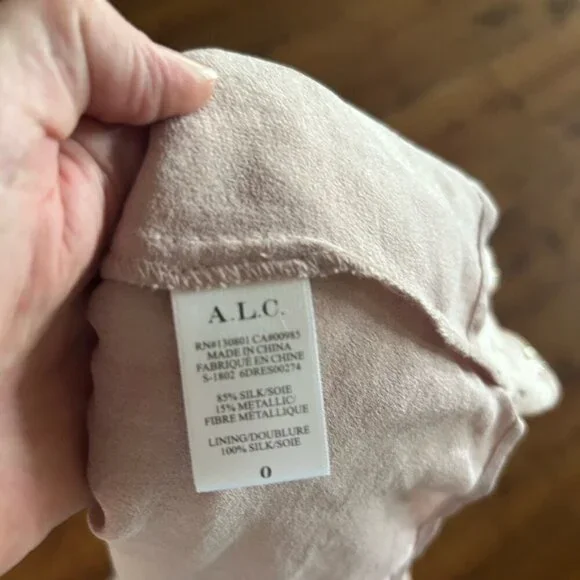 A.L.C.
RN#130801 CA#00985
MADE IN CHINA
FABRIQUÉ EN CHINE
S-1802 6DRES00274
85% SILK/SOIE
15% METALLIC/
FIBRE MÉTALLIQUE
LINING/DOUBLURE
100% SILK/SOIE
0